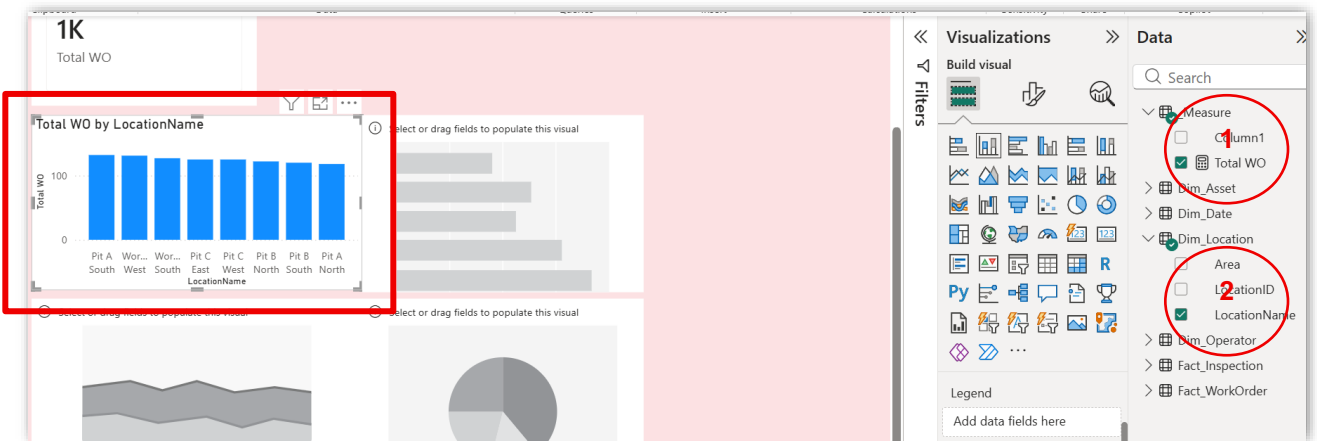 1K
Total WO
Total WO by LocationName
Total WO
100
0
Pit A South
Wor... West
Wor... South
Pit C East
Pit C West
Pit B North
Pit B South
Pit A North
LocationName
Select or drag fields to populate this visual
Select or drag fields to populate this visual
Select or drag fields to populate this visual
Filters
Visualizations
Build visual
123
123
R
Py
Legend
Add data fields here
Data
Search
_Measure
1
Column1
Total WO
Dim_Asset
Dim_Date
Dim_Location
Area
2
LocationID
LocationName
Dim_Operator
Fact_Inspection
Fact_WorkOrder